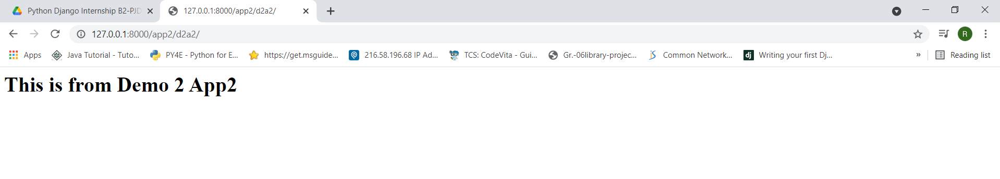 Python Django Internship B2-PJD
127.0.0.1:8000/app2/d2a2/
127.0.0.1:8000/app2/d2a2/
R
Apps
Java Tutorial - Tuto...
PY4E - Python for E...
https://get.msguide...
216.58.196.68 IP Ad...
TCS: CodeVita - Gui...
Gr.-06library-projec...
Common Network...
dj
Writing your first Dj...
»
Reading list
This is from Demo 2 App2